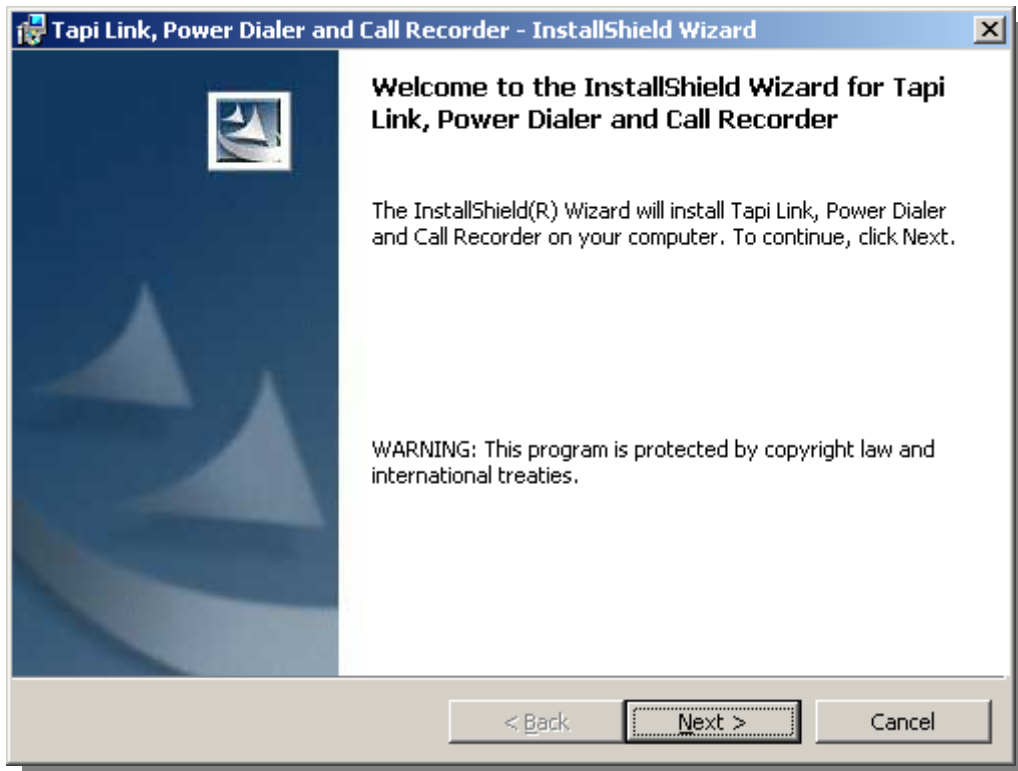 Tapi Link, Power Dialer and Call Recorder - InstallShield Wizard
Welcome to the InstallShield Wizard for Tapi
Link, Power Dialer and Call Recorder
The InstallShield(R) Wizard will install Tapi Link, Power Dialer
and Call Recorder on your computer. To continue, click Next.
WARNING: This program is protected by copyright law and
international treaties.
< Back
Next >
Cancel